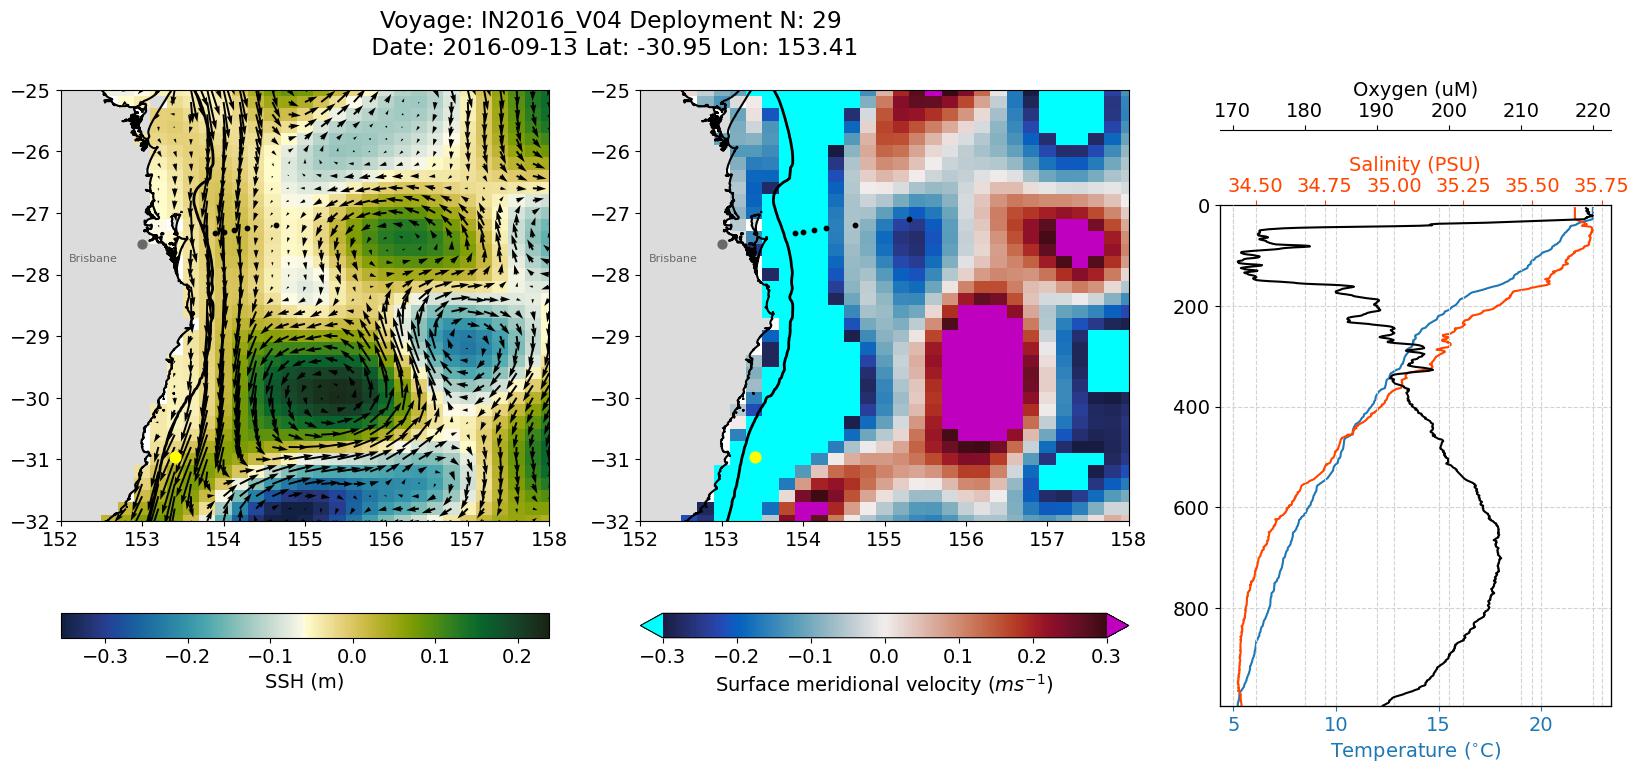 Voyage: IN2016_V04 Deployment N: 29
Date: 2016-09-13 Lat: -30.95 Lon: 153.41
−25
−26
−27
−28
−29
−30
−31
−32
152 153 154 155 156 157 158
Brisbane
−0.3 −0.2 −0.1 0.0 0.1 0.2
SSH (m)
−25
−26
−27
−28
−29
−30
−31
−32
152 153 154 155 156 157 158
Brisbane
−0.3 −0.2 −0.1 0.0 0.1 0.2 0.3
Surface meridional velocity (ms⁻¹)
Oxygen (uM)
170 180 190 200 210 220
Salinity (PSU)
34.50 34.75 35.00 35.25 35.50 35.75
0
200
400
600
800
5 10 15 20
Temperature (°C)